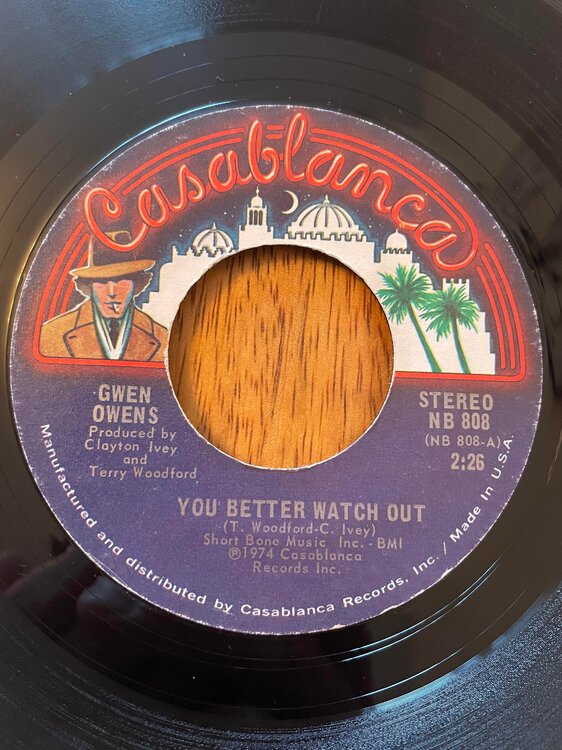 Casablanca
GWEN
OWENS
Produced by
Clayton Ivey
and
Terry Woodford
STEREO
NB 808
(NB 808-A)
2:26
YOU BETTER WATCH OUT
(T. Woodford-C. Ivey)
Short Bone Music Inc. - BMI
℗1974 Casablanca
Records Inc.
Manufactured and distributed by Casablanca Records, Inc. / Made In U.S.A.